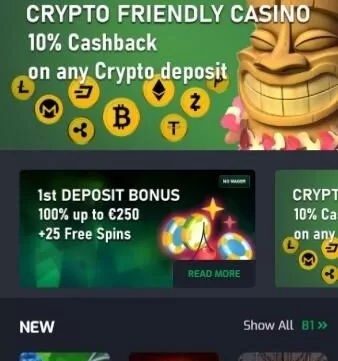 CRYPTO FRIENDLY CASINO
10% Cashback
on any Crypto deposit
NO WAGER
1st DEPOSIT BONUS
100% up to €250
+25 Free Spins
READ MORE
CRYPT
10% Ca
on any
NEW
Show All 81 »